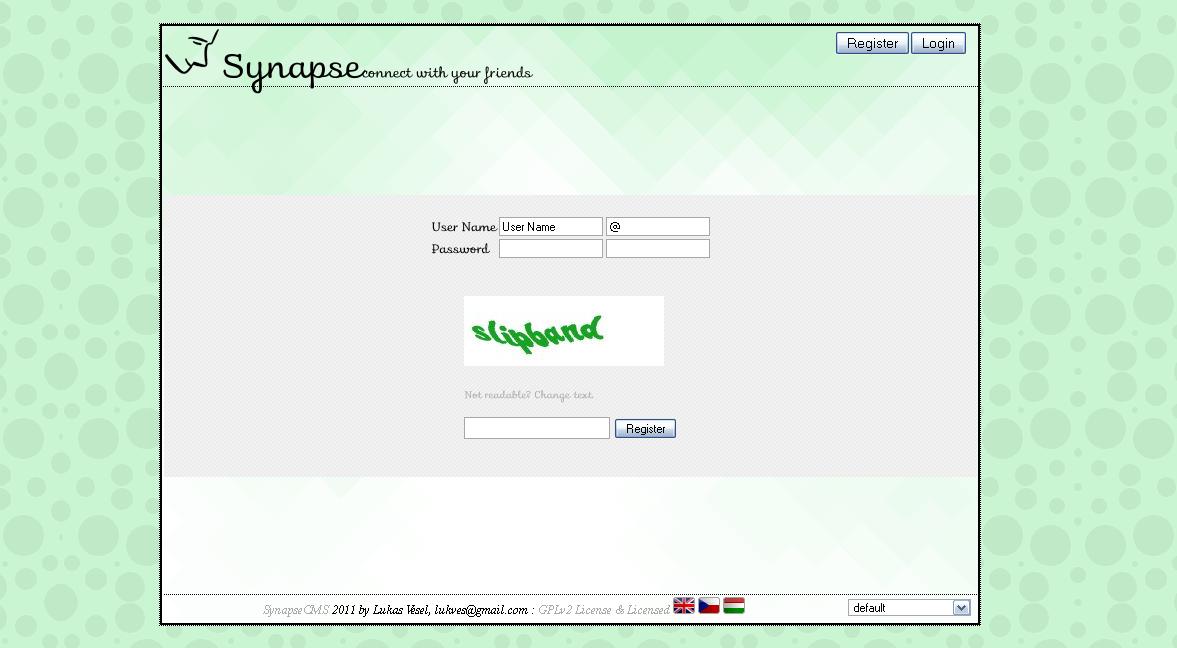 Register Login
Synapse connect with your friends
User Name User Name @
Password
slipband
Not readable? Change text.
Register
SynapseCMS 2011 by Lukas Vesel, lukves@gmail.com : GPLv2 License & Licensed
default